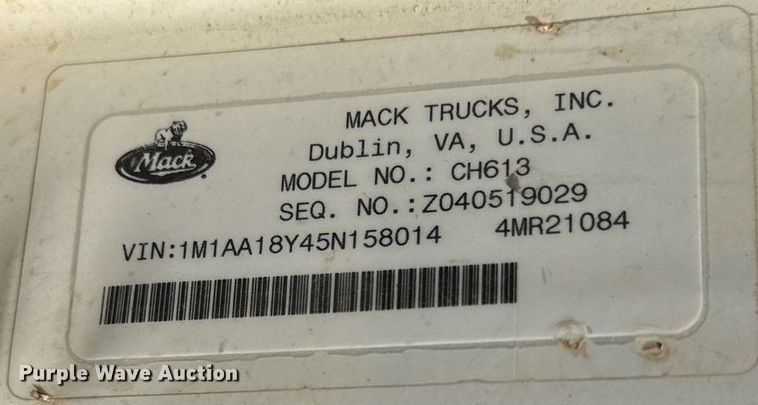 MACK TRUCKS, INC.
Dublin, VA, U.S.A.
Mack
MODEL NO.: CH613
SEQ. NO.:Z040519029
VIN:1M1AA18Y45N158014 4MR21084
Purple Wave Auction